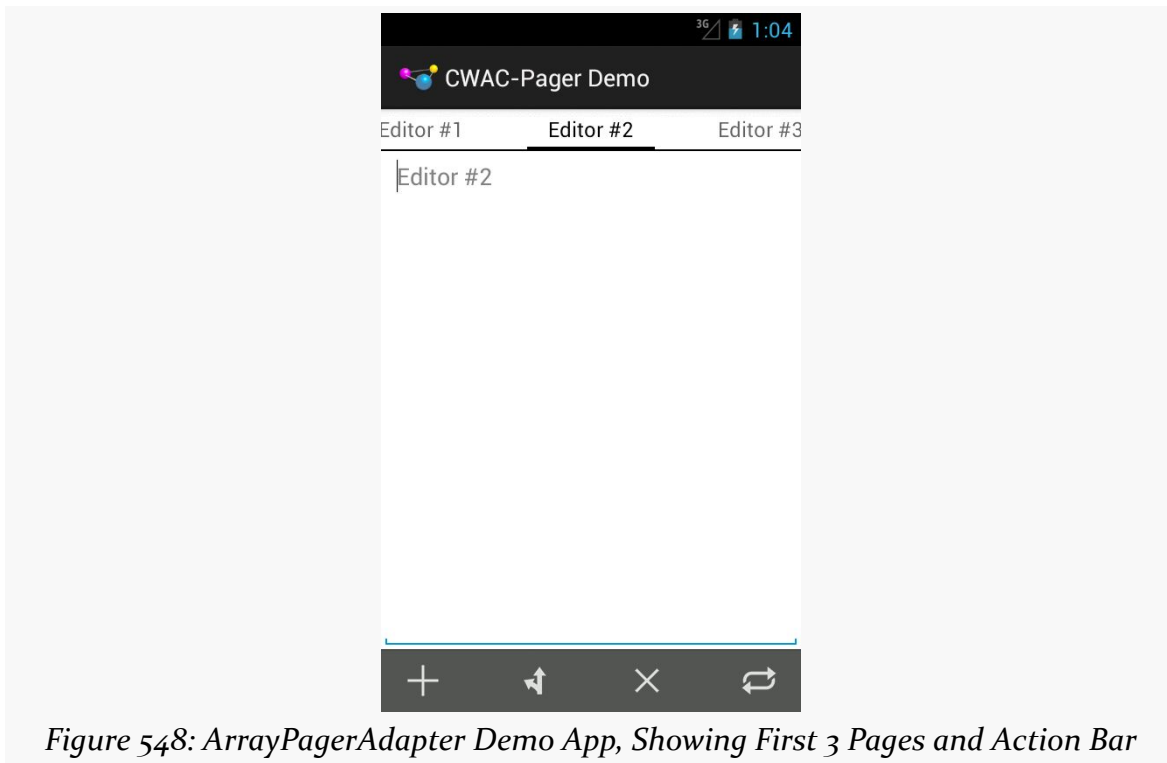 3G 1:04
CWAC-Pager Demo
Editor #1 Editor #2 Editor #3
Editor #2
Figure 548: ArrayPagerAdapter Demo App, Showing First 3 Pages and Action Bar